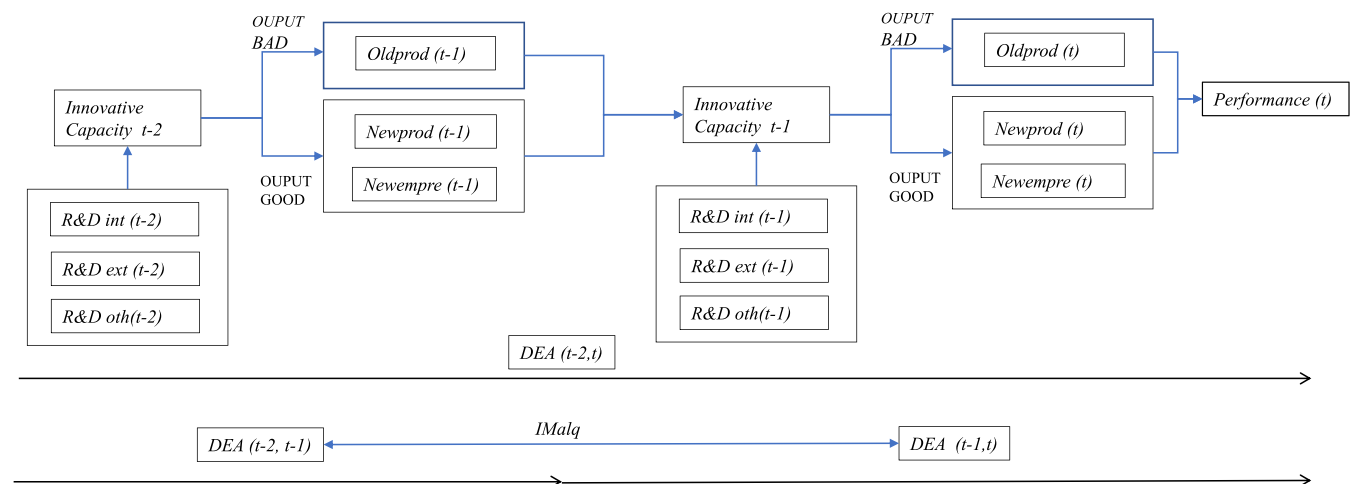 OUPUT
BAD
Oldprod (t-1)
Innovative
Capacity  t-2
Newprod (t-1)
Newempre (t-1)
OUPUT
GOOD
R&D int (t-2)
R&D ext (t-2)
R&D oth(t-2)
OUPUT
BAD
Oldprod (t)
Innovative
Capacity  t-1
Newprod (t)
Newempre (t)
OUPUT
GOOD
Performance (t)
R&D int (t-1)
R&D ext (t-1)
R&D oth(t-1)
DEA (t-2,t)
DEA (t-2, t-1)
IMalq
DEA  (t-1,t)